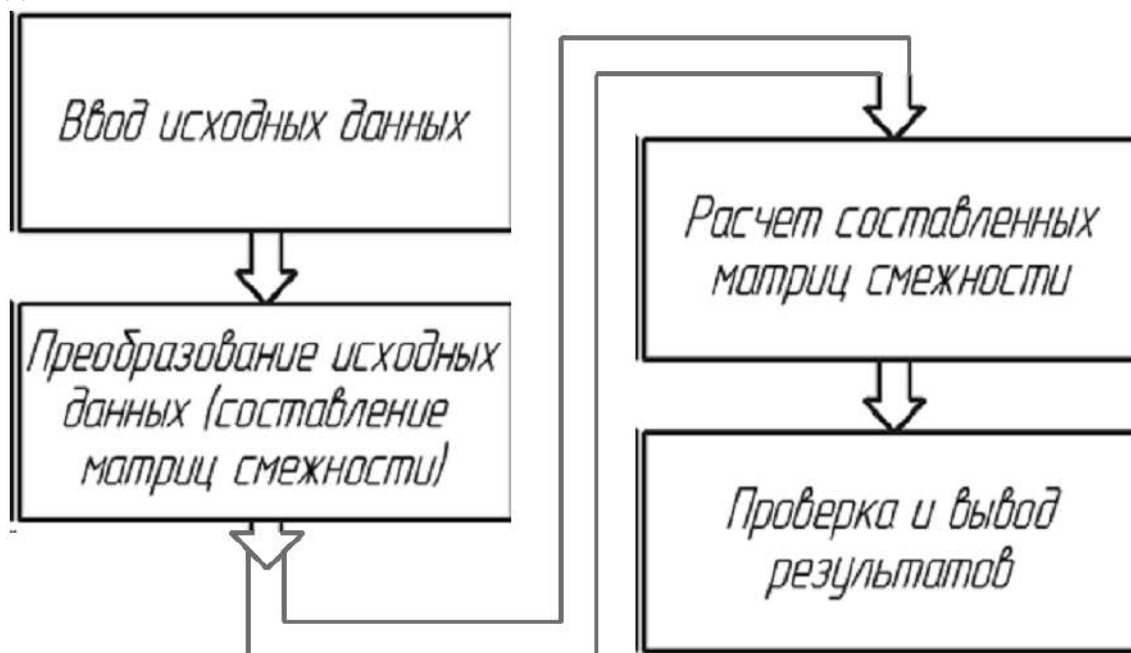 Ввод исходных данных
Преобразование исходных
данных (составление
матриц смежности)
Расчет составленных
матриц смежности
Проверка и вывод
результатов